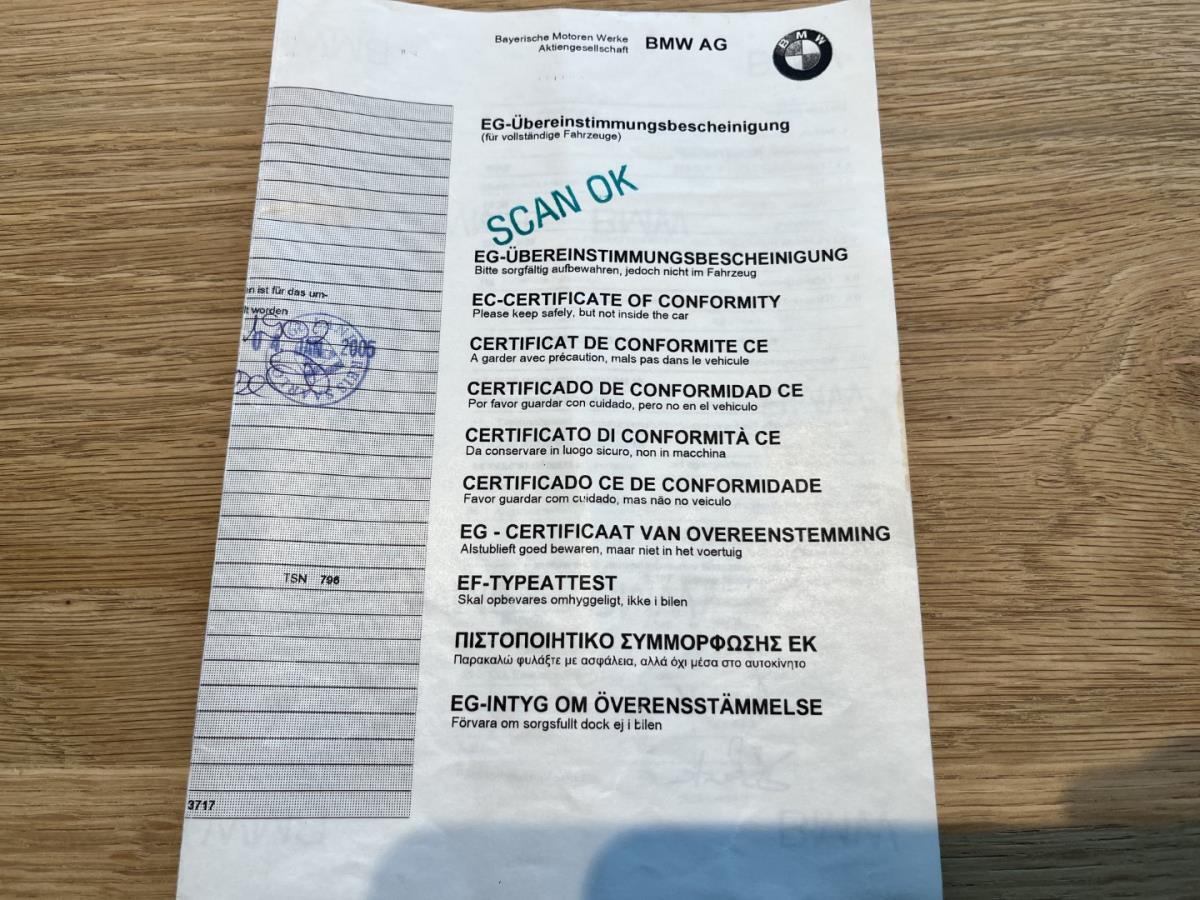 Bayerische Motoren Werke
Aktiengesellschaft
BMW AG
BMW
EG-Übereinstimmungsbescheinigung
(für vollständige Fahrzeuge)
SCAN OK
EG-ÜBEREINSTIMMUNGSBESCHEINIGUNG
Bitte sorgfältig aufbewahren, jedoch nicht im Fahrzeug
EC-CERTIFICATE OF CONFORMITY
Please keep safely, but not inside the car
CERTIFICAT DE CONFORMITE CE
A garder avec précaution, mais pas dans le vehicule
CERTIFICADO DE CONFORMIDAD CE
Por favor guardar con cuidado, pero no en el vehiculo
CERTIFICATO DI CONFORMITÀ CE
Da conservare in luogo sicuro, non in macchina
CERTIFICADO CE DE CONFORMIDADE
Favor guardar com cuidado, mas não no veiculo
EG - CERTIFICAAT VAN OVEREENSTEMMING
Alstublieft goed bewaren, maar niet in het voertuig
EF-TYPEATTEST
Skal opbevares omhyggeligt, ikke i bilen
ΠΙΣΤΟΠΟΙΗΤΙΚΟ ΣΥΜΜΟΡΦΩΣΗΣ ΕΚ
Παρακαλώ φυλάξτε με ασφάλεια, αλλά όχι μέσα στο αυτοκίνητο
EG-INTYG OM ÖVERENSSTÄMMELSE
Förvara om sorgsfullt dock ej i bilen
n ist für das um-
t worden
2006
TSN 796
3717